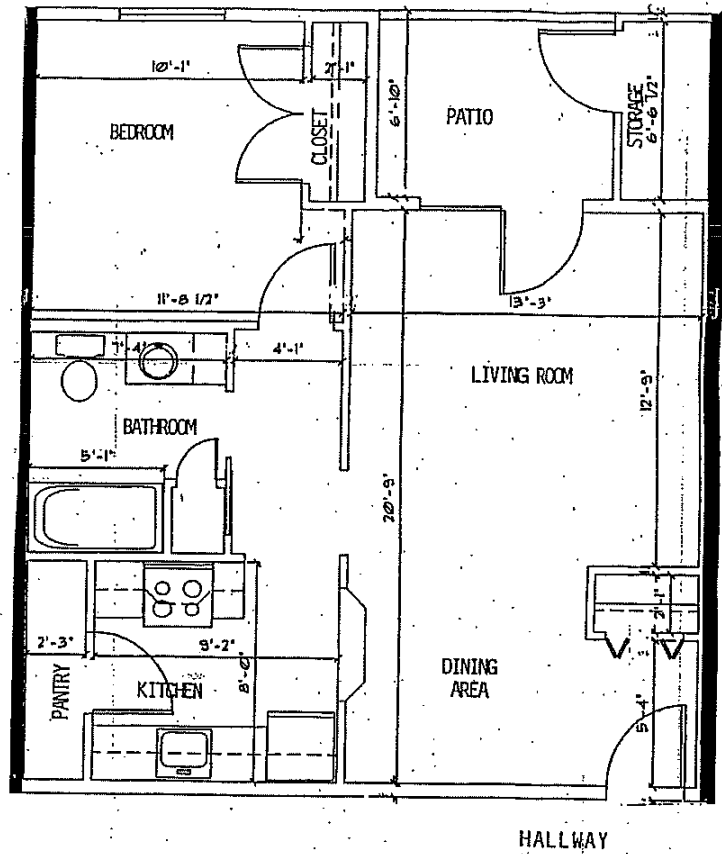 10'-1"
2'-1"
BEDROOM
CLOSET
6'-10"
PATIO
STORAGE
6'-6 1/2"
11'-8 1/2"
13'-3"
7'-4"
4'-1"
LIVING ROOM
12'-9"
BATHROOM
5'-1"
20'-9"
2'-1"
2'-3"
9'-2"
8'-0"
PANTRY
KITCHEN
DINING
AREA
5'-4"
HALLWAY